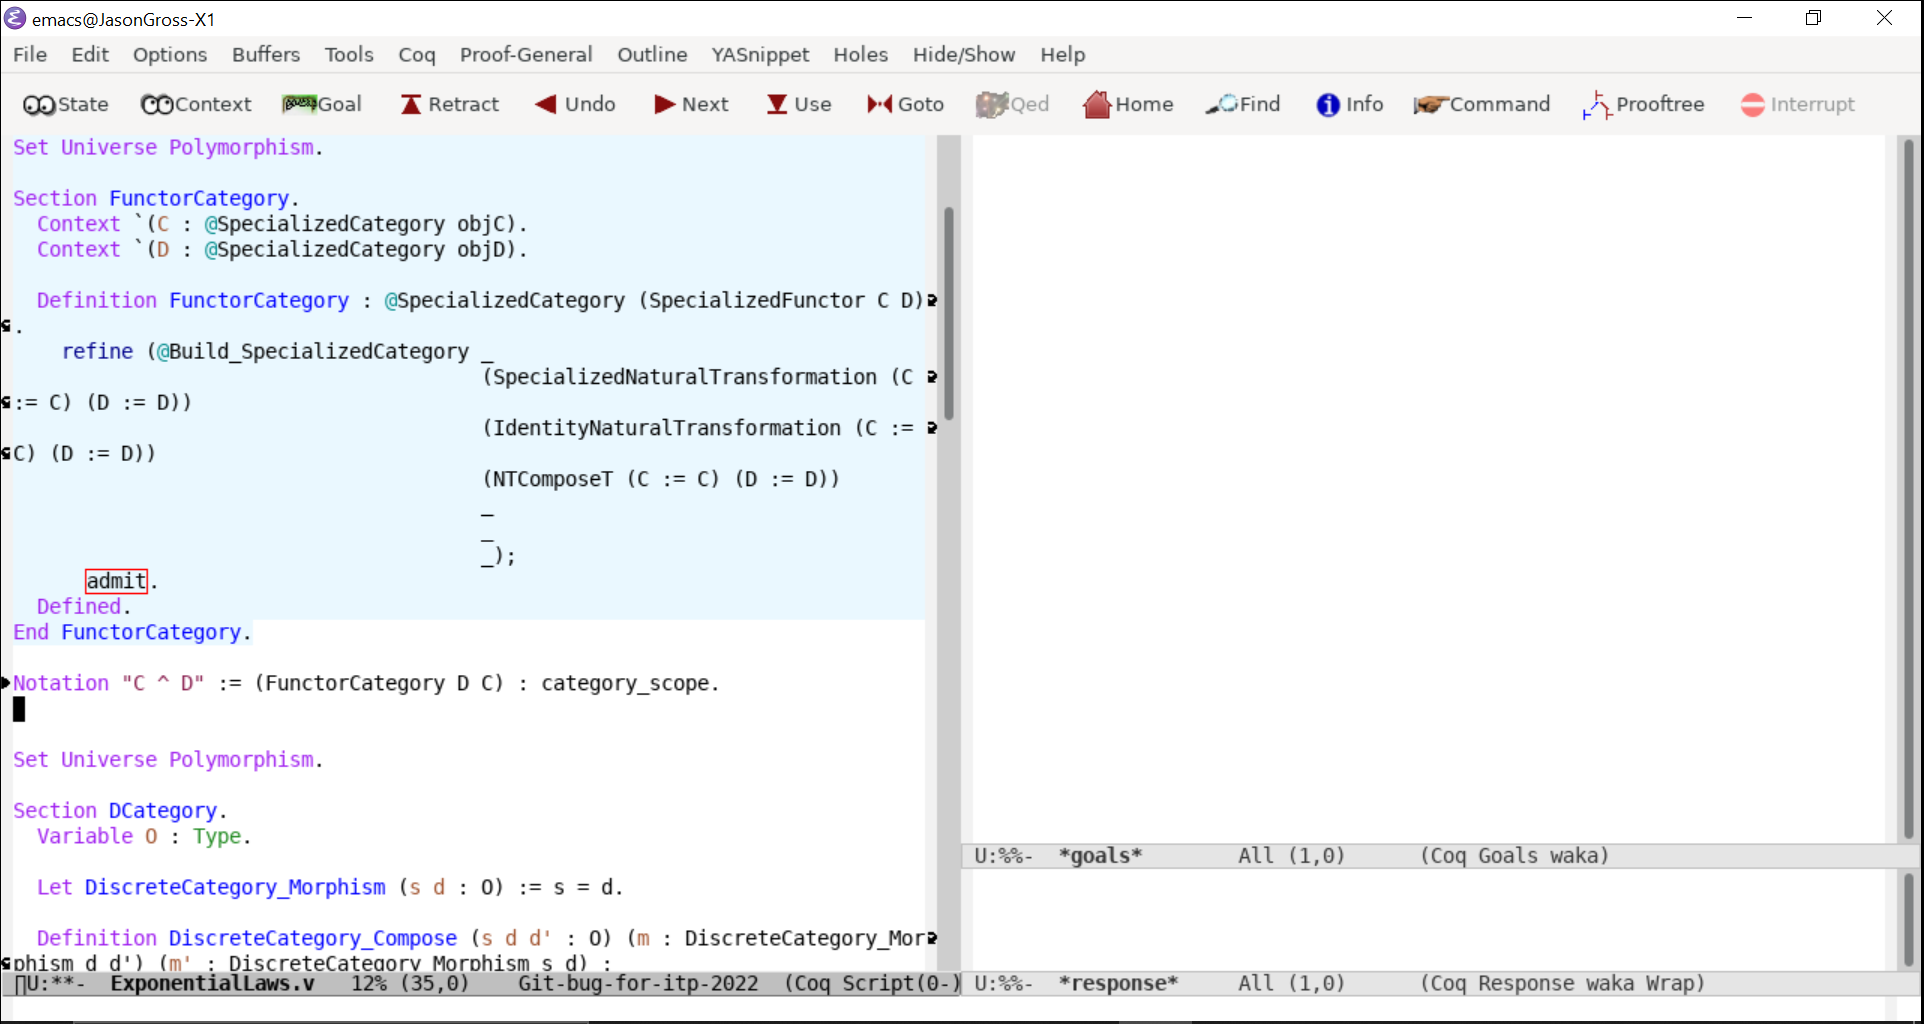 emacs@JasonGross-X1
File Edit Options Buffers Tools Coq Proof-General Outline YASnippet Holes Hide/Show Help
State Context Goal Retract Undo Next Use Goto Qed Home Find Info Command Prooftree Interrupt
Set Universe Polymorphism.
Section FunctorCategory.
  Context `(C : @SpecializedCategory objC).
  Context `(D : @SpecializedCategory objD).
  Definition FunctorCategory : @SpecializedCategory (SpecializedFunctor C D)
.
    refine (@Build_SpecializedCategory _
                                       (SpecializedNaturalTransformation (C
:= C) (D := D))
                                       (IdentityNaturalTransformation (C :=
C) (D := D))
                                       (NTComposeT (C := C) (D := D))
                                       _
                                       _
                                       _);
      admit.
  Defined.
End FunctorCategory.
Notation "C ^ D" := (FunctorCategory D C) : category_scope.
Set Universe Polymorphism.
Section DCategory.
  Variable O : Type.
  Let DiscreteCategory_Morphism (s d : O) := s = d.
  Definition DiscreteCategory_Compose (s d d' : O) (m : DiscreteCategory_Mor
phism d d') (m' : DiscreteCategory_Morphism s d) :
U:**-  ExponentialLaws.v   12% (35,0)    Git-bug-for-itp-2022  (Coq Script(0-)
U:%%-  *goals*        All (1,0)      (Coq Goals waka)
U:%%-  *response*     All (1,0)      (Coq Response waka Wrap)